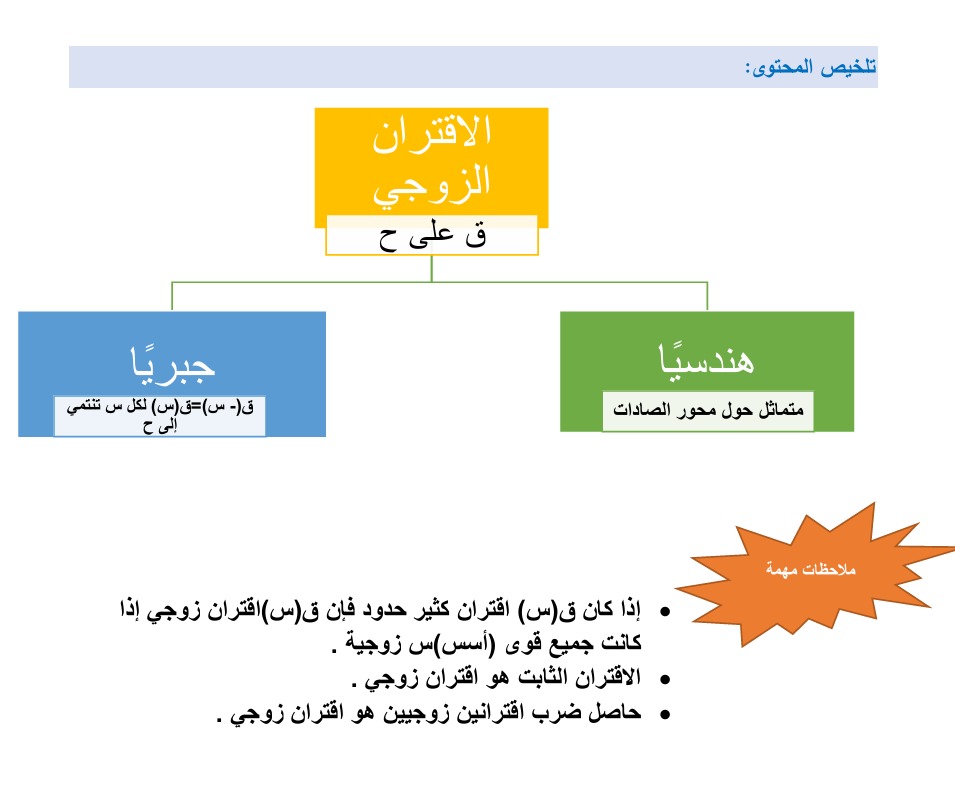 تلخيص المحتوى:
الاقتران
الزوجي
ق على ح
هندسيًا
متماثل حول محور الصادات
جبريًا
ق(- س)=ق(س) لكل س تنتمي
إلى ح
ملاحظات مهمة
• إذا كان ق(س) اقتران كثير حدود فإن ق(س)اقتران زوجي إذا
كانت جميع قوى (أسس)س زوجية .
• الاقتران الثابت هو اقتران زوجي .
• حاصل ضرب اقترانين زوجيين هو اقتران زوجي .